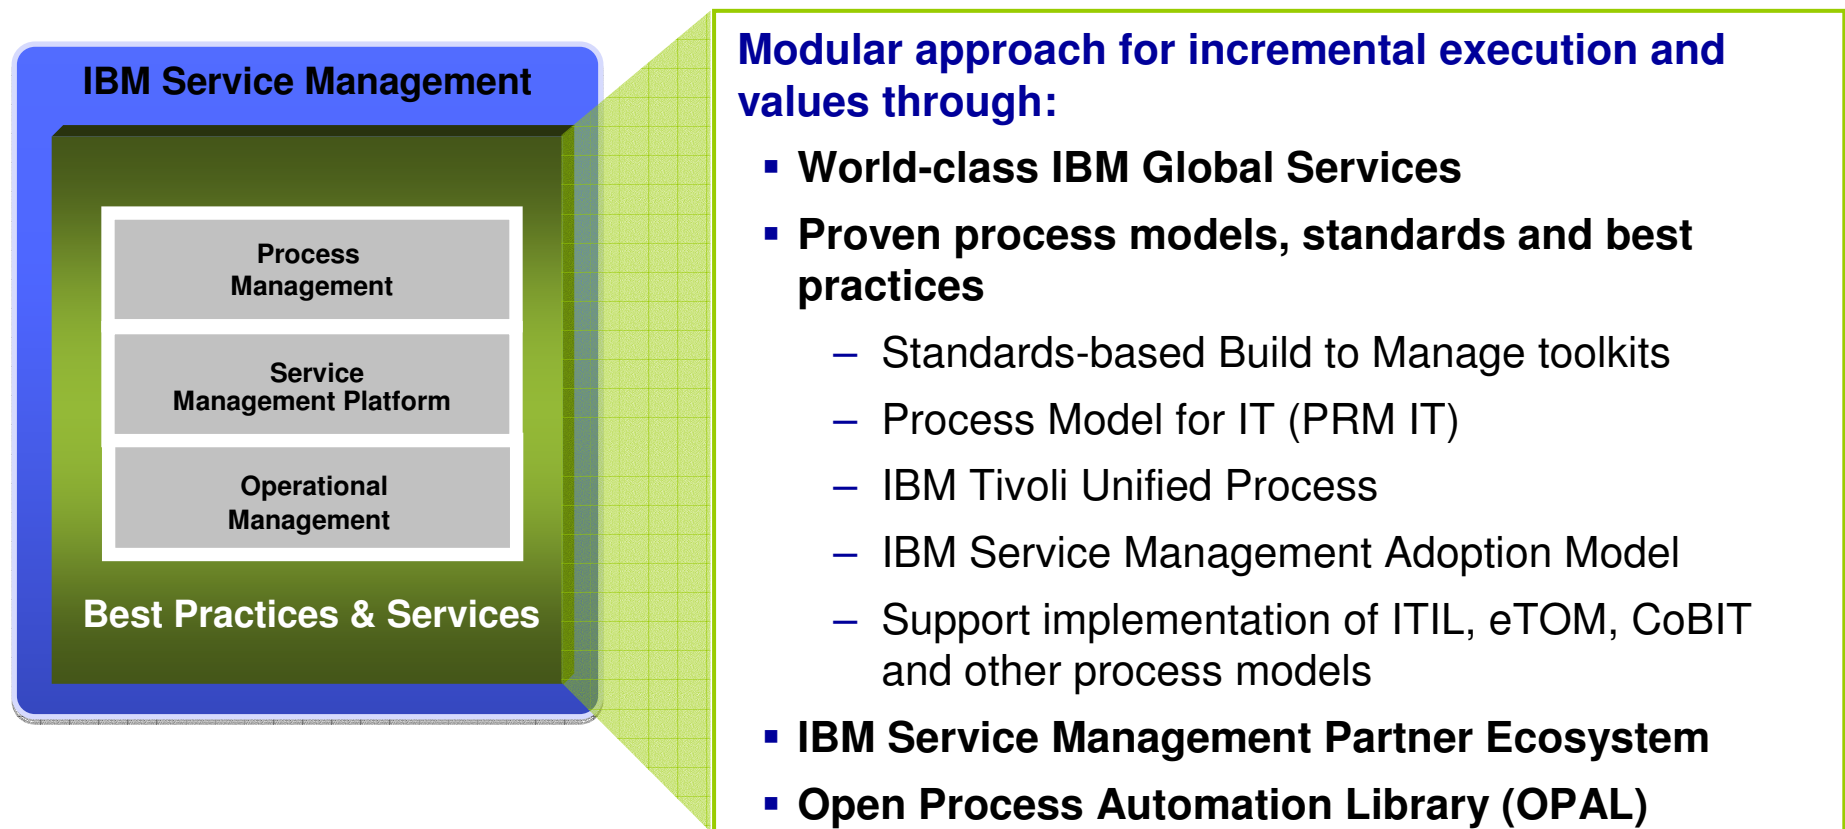 IBM Service Management
Process
Management
Service
Management Platform
Operational
Management
Best Practices & Services
Modular approach for incremental execution and
values through:
▪ World-class IBM Global Services
▪ Proven process models, standards and best
practices
– Standards-based Build to Manage toolkits
– Process Model for IT (PRM IT)
– IBM Tivoli Unified Process
– IBM Service Management Adoption Model
– Support implementation of ITIL, eTOM, CoBIT
and other process models
▪ IBM Service Management Partner Ecosystem
▪ Open Process Automation Library (OPAL)